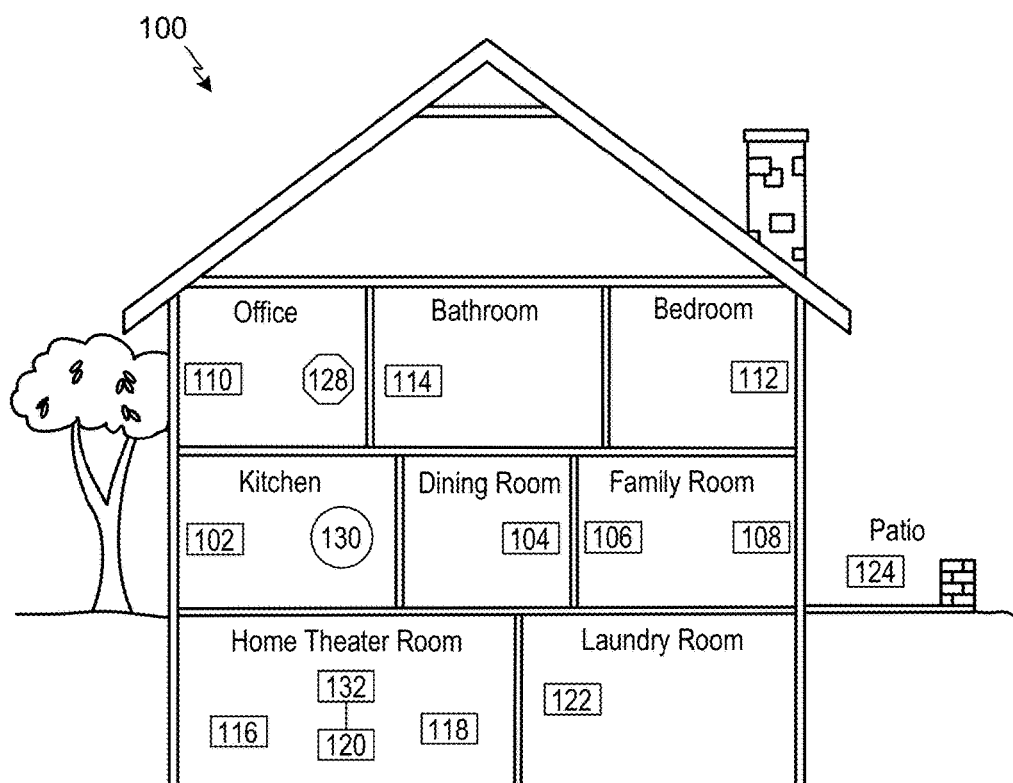 100
Office
Bathroom
Bedroom
110
128
114
112
Kitchen
Dining Room
Family Room
102
130
104
106
108
Patio
124
Home Theater Room
Laundry Room
132
122
116
120
118